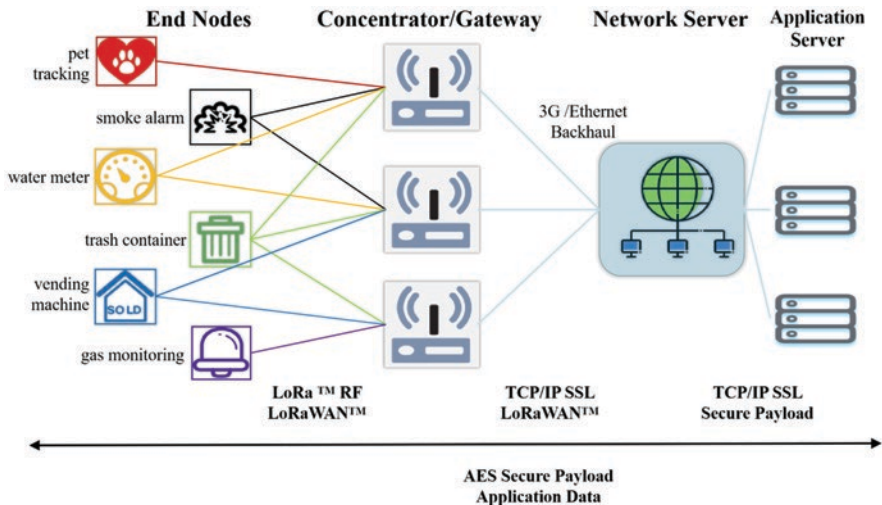 End Nodes
Concentrator/Gateway
Network Server
Application
Server
pet
tracking
smoke alarm
water meter
trash container
vending
machine
SOLD
gas monitoring
3G /Ethernet
Backhaul
LoRa ™ RF
LoRaWAN™
TCP/IP SSL
LoRaWAN™
TCP/IP SSL
Secure Payload
AES Secure Payload
Application Data